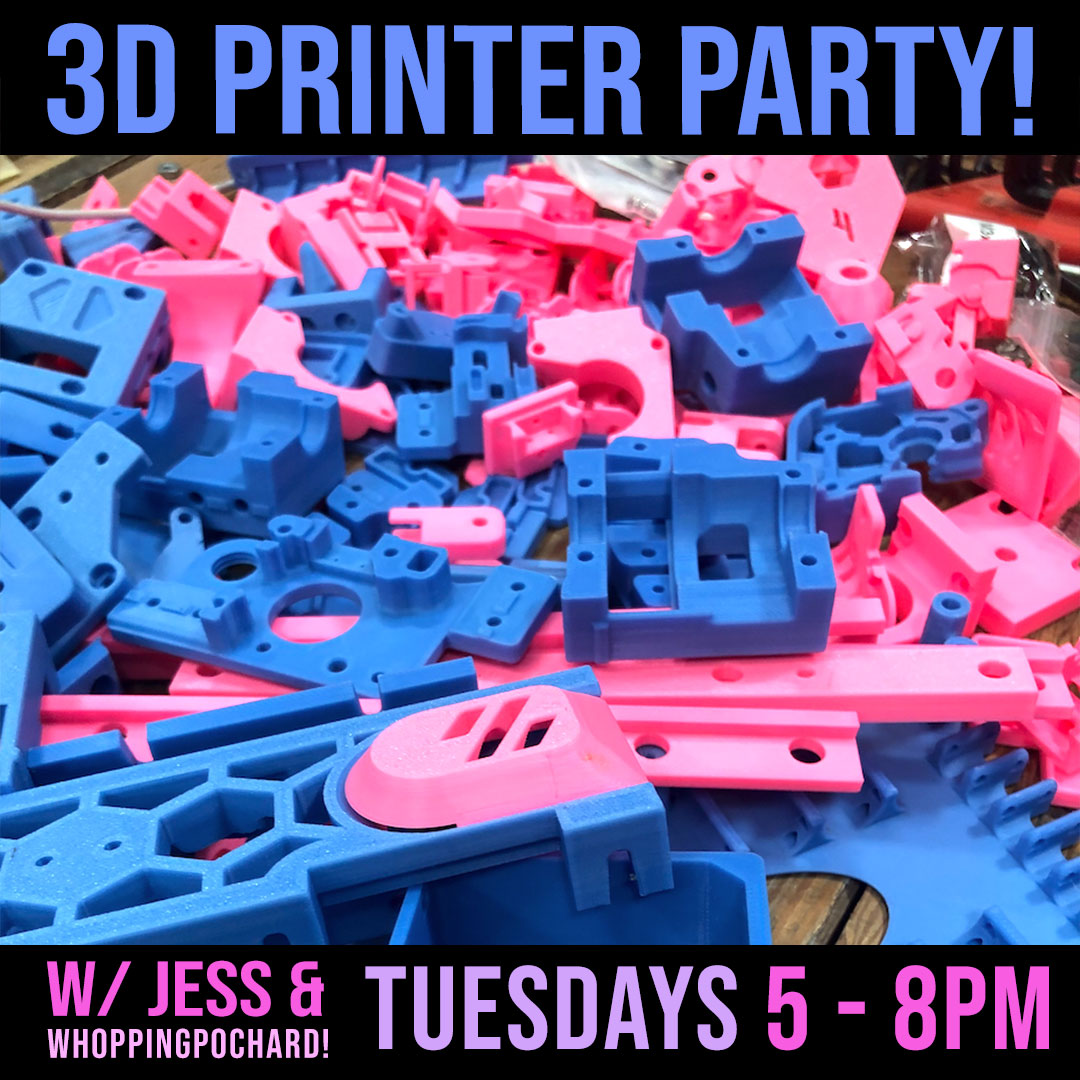 3D PRINTER PARTY!
W/ JESS &
WHOPPINGPOCHARD!
TUESDAYS 5 - 8PM